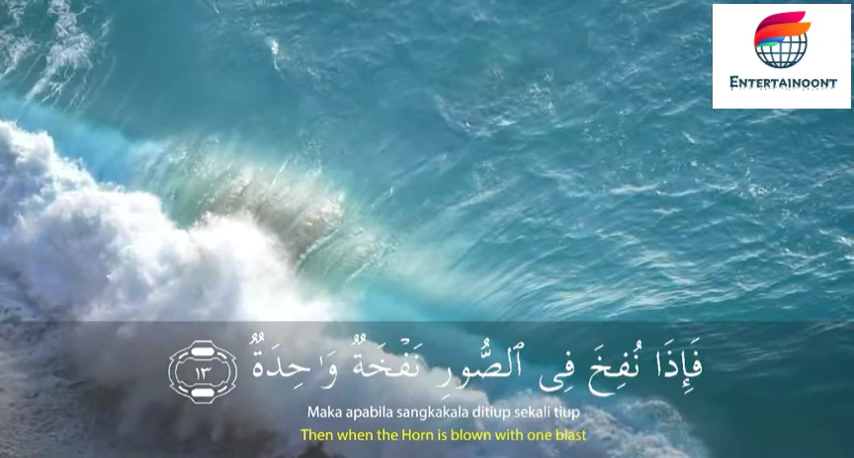 ENTERTAINOONT
فَإِذَا نُفِخَ فِى ٱلصُّورِ نَفْخَةٌ وَٰحِدَةٌ ١٣
Maka apabila sangkakala ditiup sekali tiup
Then when the Horn is blown with one blast